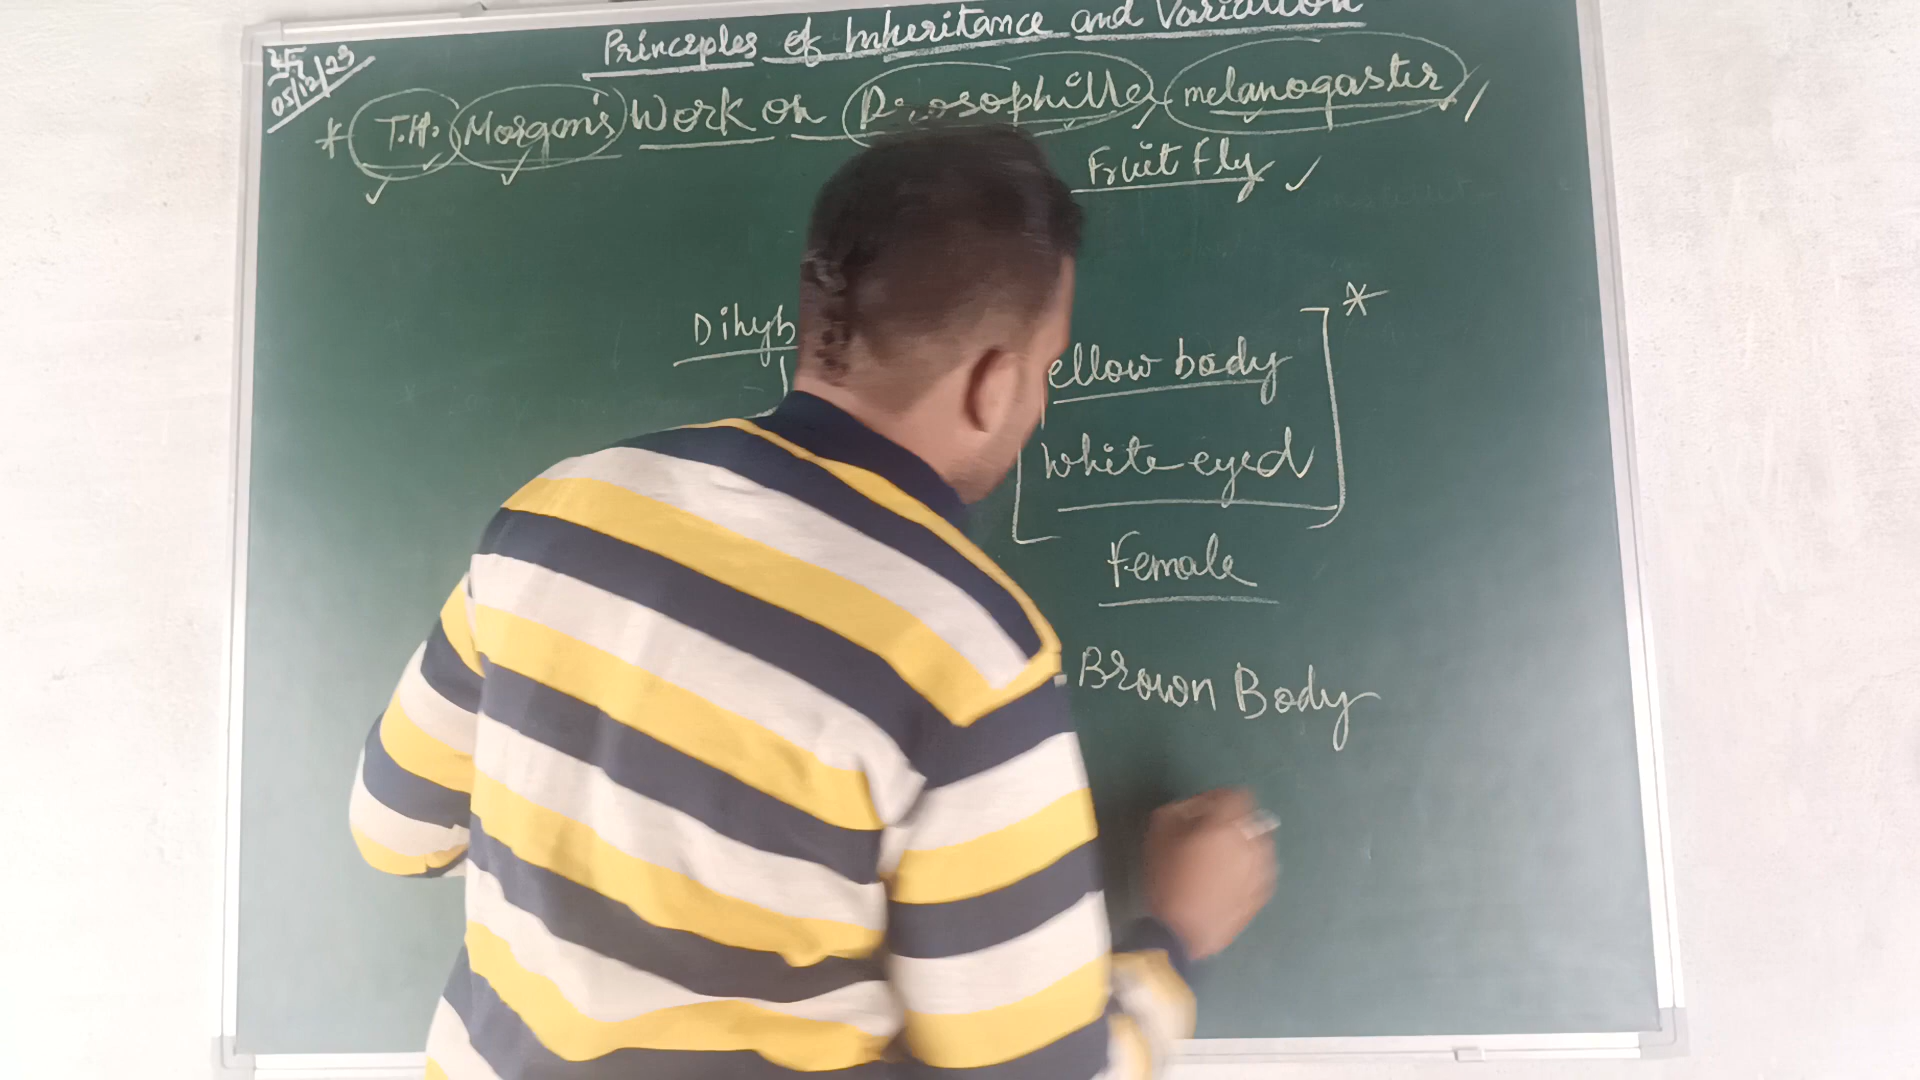 Principles of Inheritance and Variation
45
05/12/23
* T.H. Morgan's Work on Drosophilla melanogaster
Fruit Fly
Dihyb
ellow body *
white eyed
Female
Brown Body